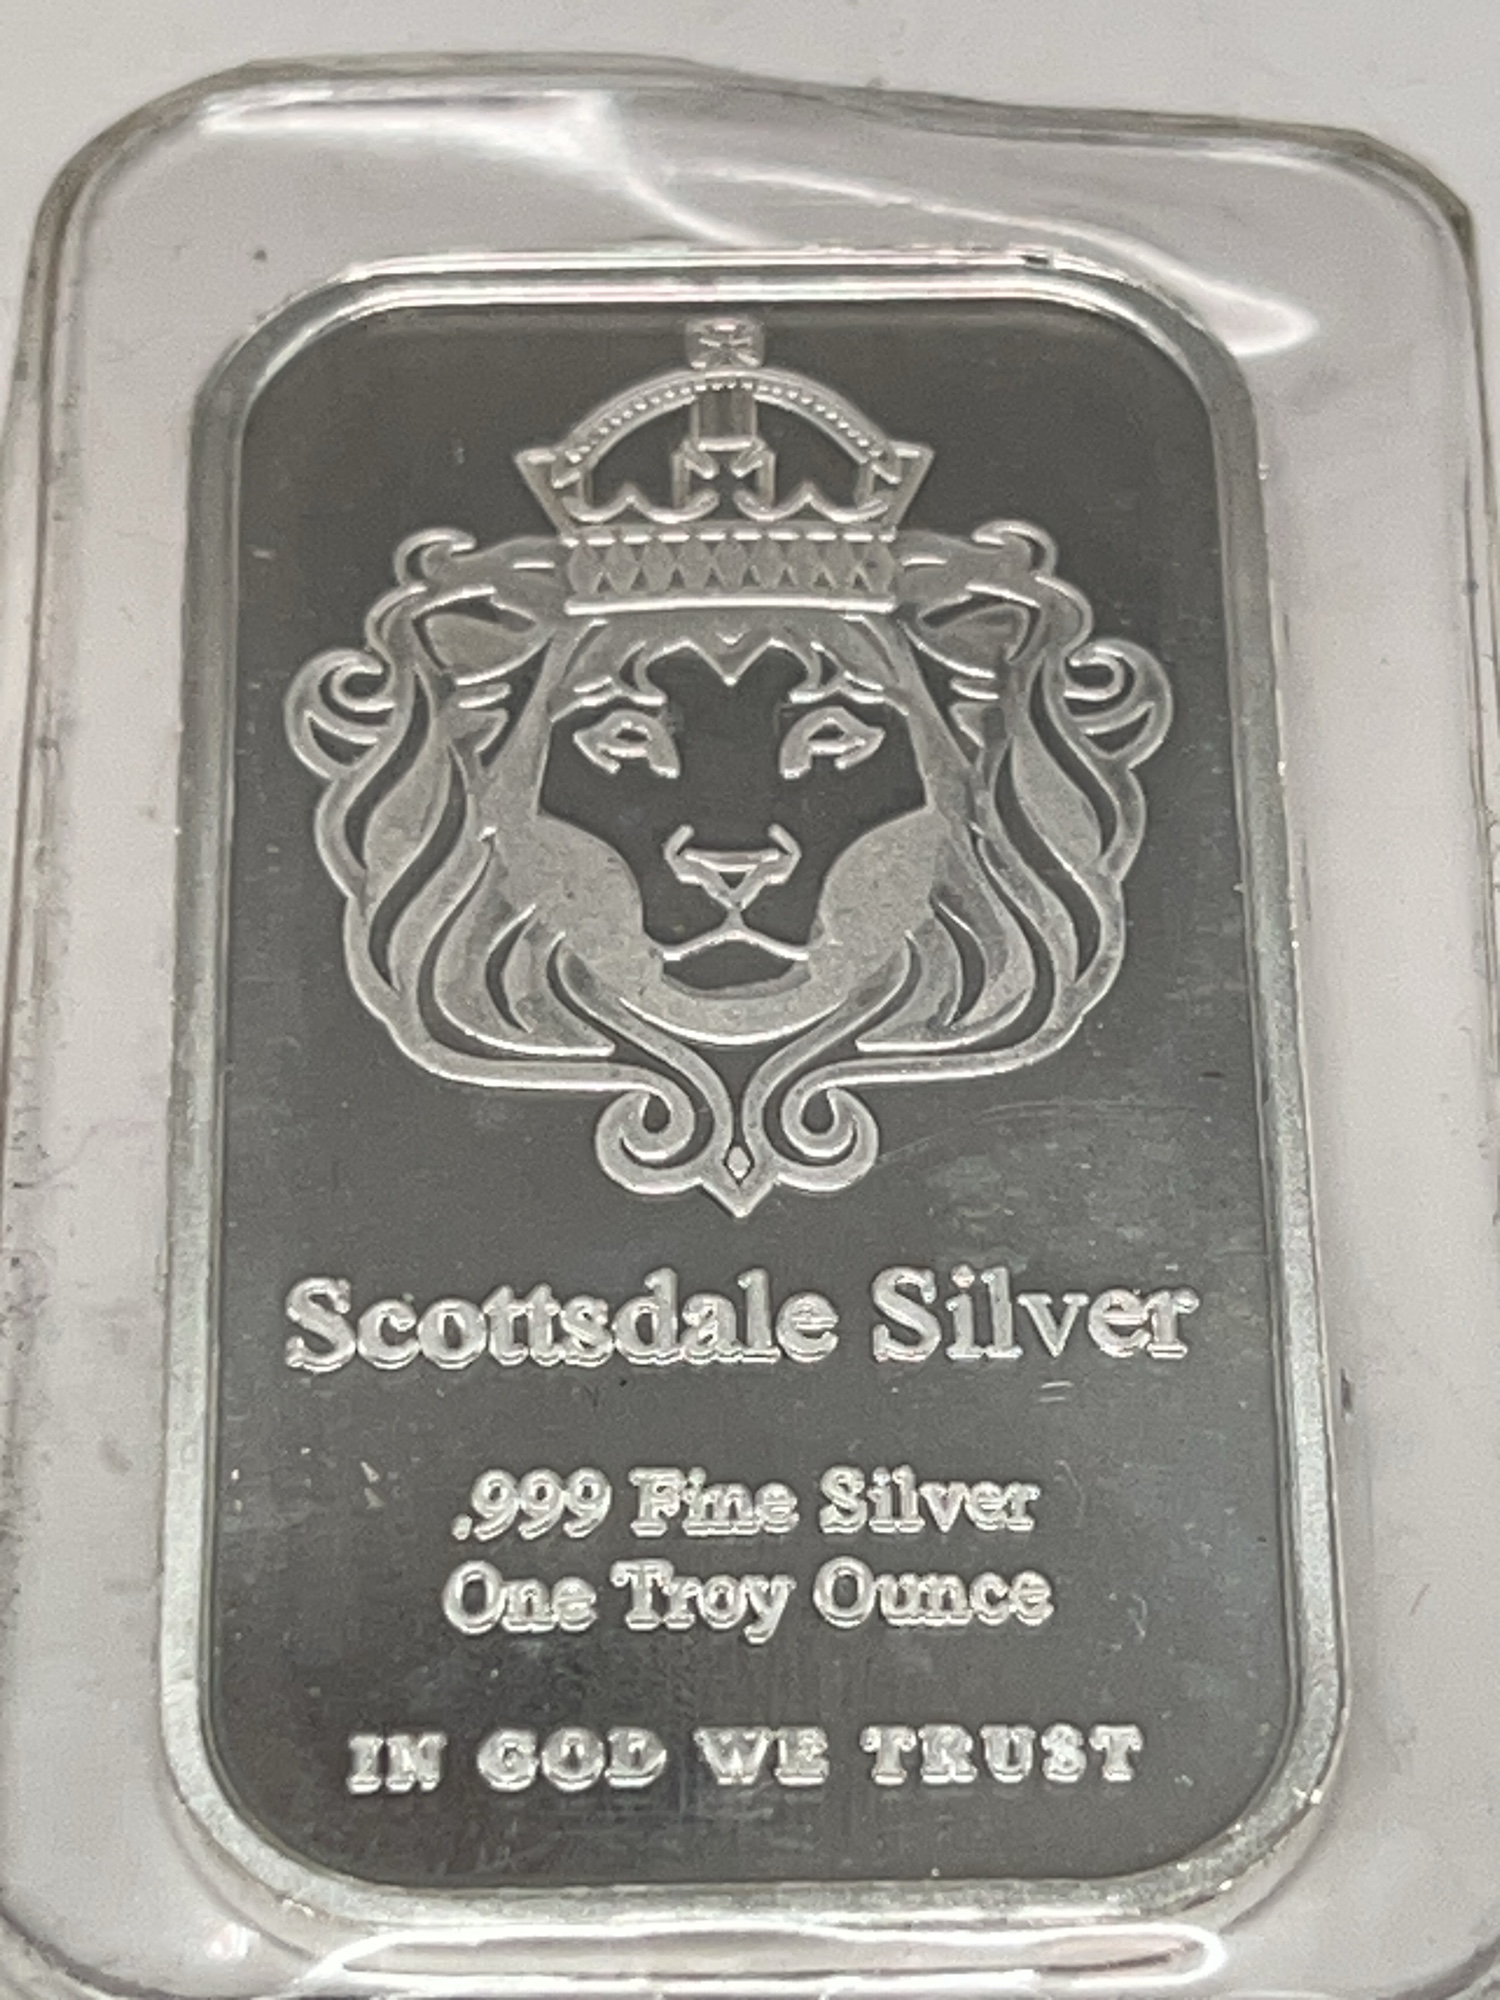 Scottsdale Silver
.999 Fine Silver
One Troy Ounce
IN GOD WE TRUST